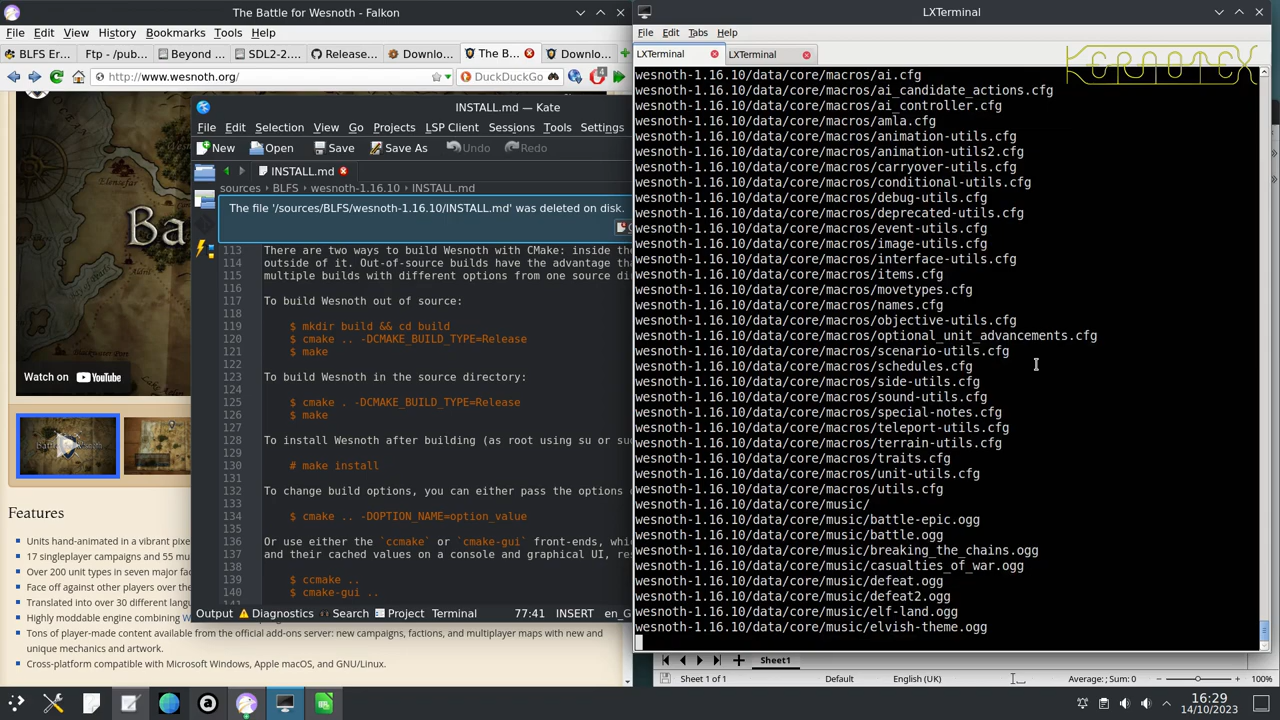 The Battle for Wesnoth - Falkon
File Edit View History Bookmarks Tools Help
BLFS Er... Ftp - /pub... Beyond ... SDL2-2... Release... Downlo... The B... Downlo...
http://www.wesnoth.org/ DuckDuckGo
Watch on YouTube
Features
Units hand-animated in a vibrant pixe
17 singleplayer campaigns and 55 mu
Over 200 unit types in seven major fac
Face off against other players over the
Translated into over 30 different langu
Highly moddable engine combining W
Tons of player-made content available from the official add-ons server: new campaigns, factions, and multiplayer maps with new and
unique mechanics and artwork.
Cross-platform compatible with Microsoft Windows, Apple macOS, and GNU/Linux.
INSTALL.md — Kate
File Edit Selection View Go Projects LSP Client Sessions Tools Settings
New Open Save Save As Undo Redo
INSTALL.md
sources BLFS wesnoth-1.16.10 INSTALL.md
The file '/sources/BLFS/wesnoth-1.16.10/INSTALL.md' was deleted on disk.
113 There are two ways to build Wesnoth with CMake: inside th
114 outside of it. Out-of-source builds have the advantage th
115 multiple builds with different options from one source di
116
117 To build Wesnoth out of source:
118
119 $ mkdir build && cd build
120 $ cmake .. -DCMAKE_BUILD_TYPE=Release
121 $ make
122
123 To build Wesnoth in the source directory:
124
125 $ cmake . -DCMAKE_BUILD_TYPE=Release
126 $ make
127
128 To install Wesnoth after building (as root using su or su
129
130 # make install
131
132 To change build options, you can either pass the options
133
134 $ cmake .. -DOPTION_NAME=option_value
135
136 Or use either the `ccmake` or `cmake-gui` front-ends, whic
137 and their cached values on a console and graphical UI, re
138
139 $ ccmake ..
140 $ cmake-gui ..
Output Diagnostics Search Project Terminal 77:41 INSERT en_G
LXTerminal
File Edit Tabs Help
LXTerminal LXTerminal
KERNOTEX
wesnoth-1.16.10/data/core/macros/ai.cfg
wesnoth-1.16.10/data/core/macros/ai_candidate_actions.cfg
wesnoth-1.16.10/data/core/macros/ai_controller.cfg
wesnoth-1.16.10/data/core/macros/amla.cfg
wesnoth-1.16.10/data/core/macros/animation-utils.cfg
wesnoth-1.16.10/data/core/macros/animation-utils2.cfg
wesnoth-1.16.10/data/core/macros/carryover-utils.cfg
wesnoth-1.16.10/data/core/macros/conditional-utils.cfg
wesnoth-1.16.10/data/core/macros/debug-utils.cfg
wesnoth-1.16.10/data/core/macros/deprecated-utils.cfg
wesnoth-1.16.10/data/core/macros/event-utils.cfg
wesnoth-1.16.10/data/core/macros/image-utils.cfg
wesnoth-1.16.10/data/core/macros/interface-utils.cfg
wesnoth-1.16.10/data/core/macros/items.cfg
wesnoth-1.16.10/data/core/macros/movetypes.cfg
wesnoth-1.16.10/data/core/macros/names.cfg
wesnoth-1.16.10/data/core/macros/objective-utils.cfg
wesnoth-1.16.10/data/core/macros/optional_unit_advancements.cfg
wesnoth-1.16.10/data/core/macros/scenario-utils.cfg
wesnoth-1.16.10/data/core/macros/schedules.cfg
wesnoth-1.16.10/data/core/macros/side-utils.cfg
wesnoth-1.16.10/data/core/macros/sound-utils.cfg
wesnoth-1.16.10/data/core/macros/special-notes.cfg
wesnoth-1.16.10/data/core/macros/teleport-utils.cfg
wesnoth-1.16.10/data/core/macros/terrain-utils.cfg
wesnoth-1.16.10/data/core/macros/traits.cfg
wesnoth-1.16.10/data/core/macros/unit-utils.cfg
wesnoth-1.16.10/data/core/macros/utils.cfg
wesnoth-1.16.10/data/core/music/
wesnoth-1.16.10/data/core/music/battle-epic.ogg
wesnoth-1.16.10/data/core/music/battle.ogg
wesnoth-1.16.10/data/core/music/breaking_the_chains.ogg
wesnoth-1.16.10/data/core/music/casualties_of_war.ogg
wesnoth-1.16.10/data/core/music/defeat.ogg
wesnoth-1.16.10/data/core/music/defeat2.ogg
wesnoth-1.16.10/data/core/music/elf-land.ogg
wesnoth-1.16.10/data/core/music/elvish-theme.ogg
Sheet1
Sheet 1 of 1 Default English (UK) Average: ; Sum: 0 100%
16:29
14/10/2023